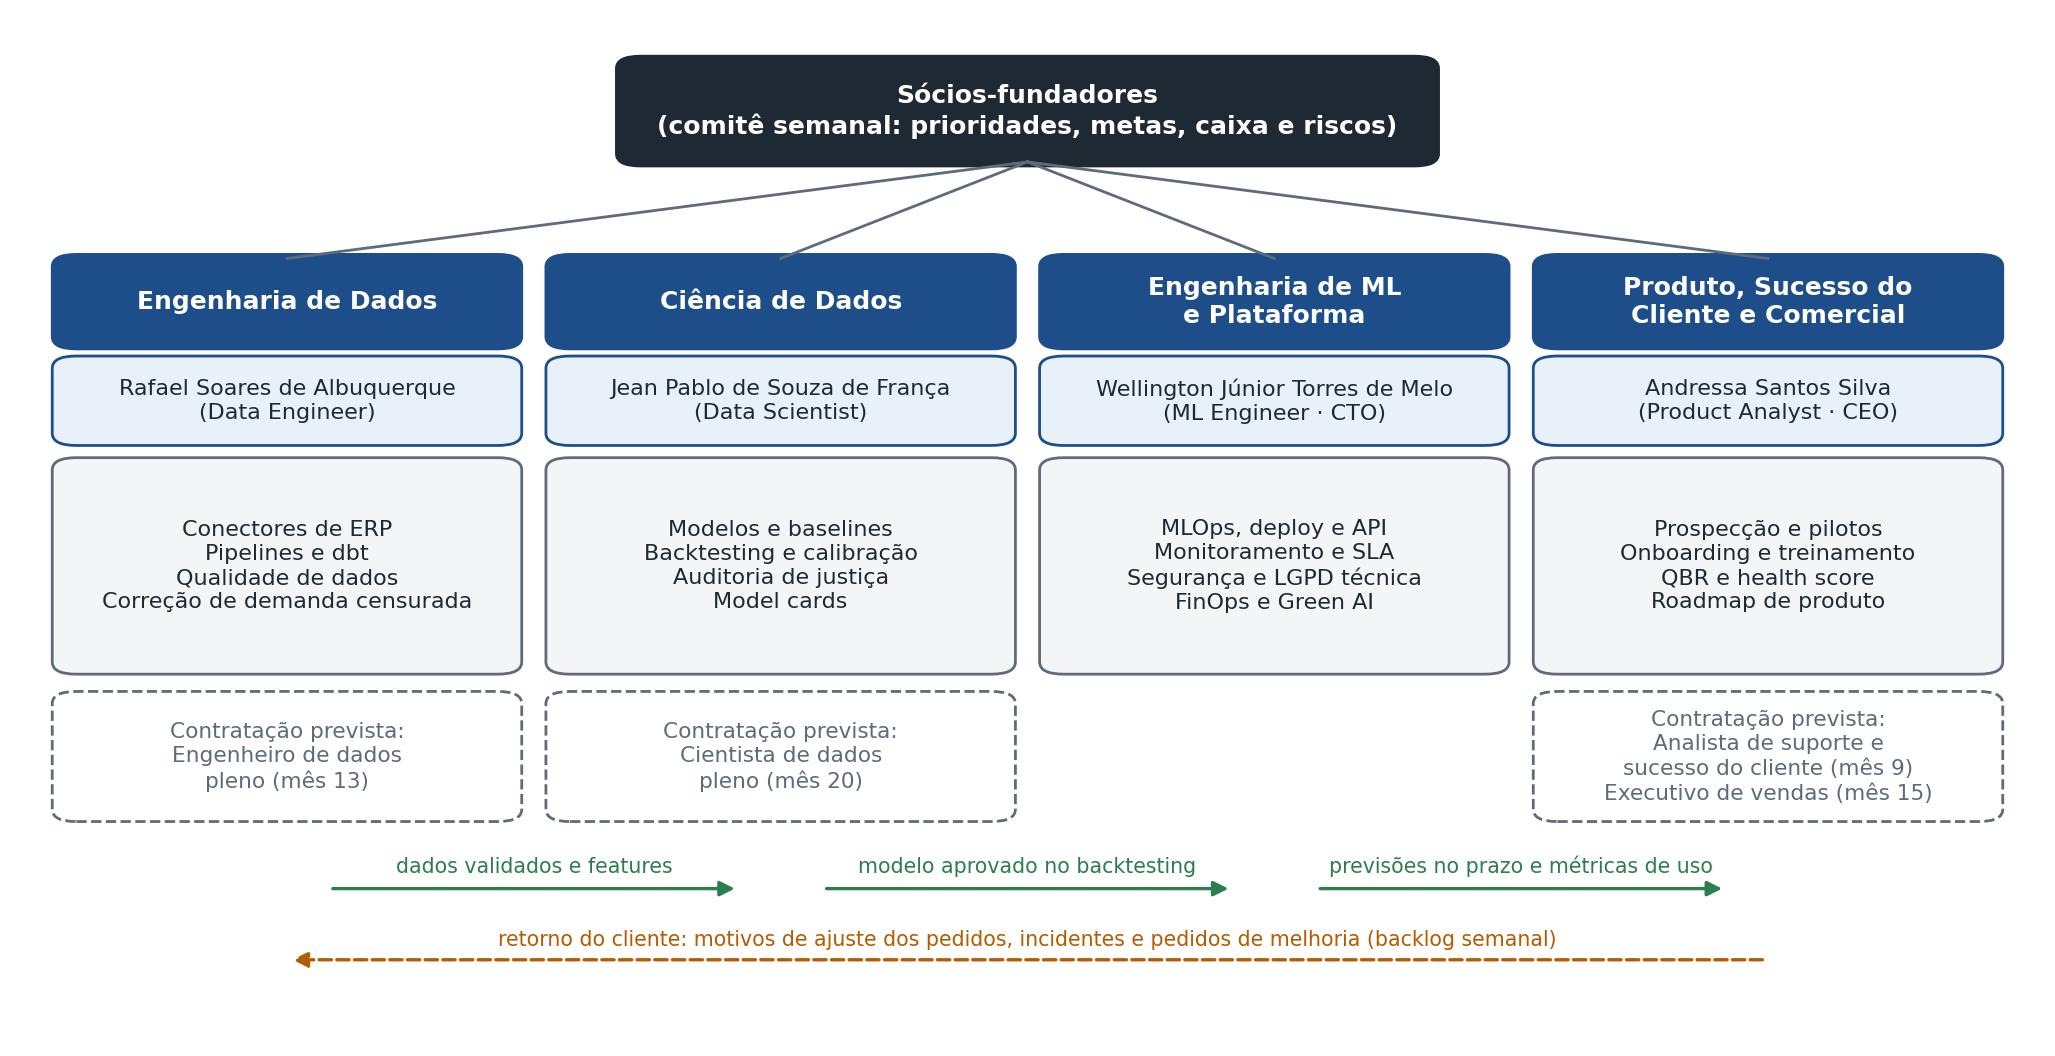 Sócios-fundadores
(comitê semanal: prioridades, metas, caixa e riscos)
Engenharia de Dados
Rafael Soares de Albuquerque
(Data Engineer)
Conectores de ERP
Pipelines e dbt
Qualidade de dados
Correção de demanda censurada
Contratação prevista:
Engenheiro de dados
pleno (mês 13)
Ciência de Dados
Jean Pablo de Souza de França
(Data Scientist)
Modelos e baselines
Backtesting e calibração
Auditoria de justiça
Model cards
Contratação prevista:
Cientista de dados
pleno (mês 20)
Engenharia de ML
e Plataforma
Wellington Júnior Torres de Melo
(ML Engineer · CTO)
MLOps, deploy e API
Monitoramento e SLA
Segurança e LGPD técnica
FinOps e Green AI
Produto, Sucesso do
Cliente e Comercial
Andressa Santos Silva
(Product Analyst · CEO)
Prospecção e pilotos
Onboarding e treinamento
QBR e health score
Roadmap de produto
Contratação prevista:
Analista de suporte e
sucesso do cliente (mês 9)
Executivo de vendas (mês 15)
dados validados e features
modelo aprovado no backtesting
previsões no prazo e métricas de uso
retorno do cliente: motivos de ajuste dos pedidos, incidentes e pedidos de melhoria (backlog semanal)